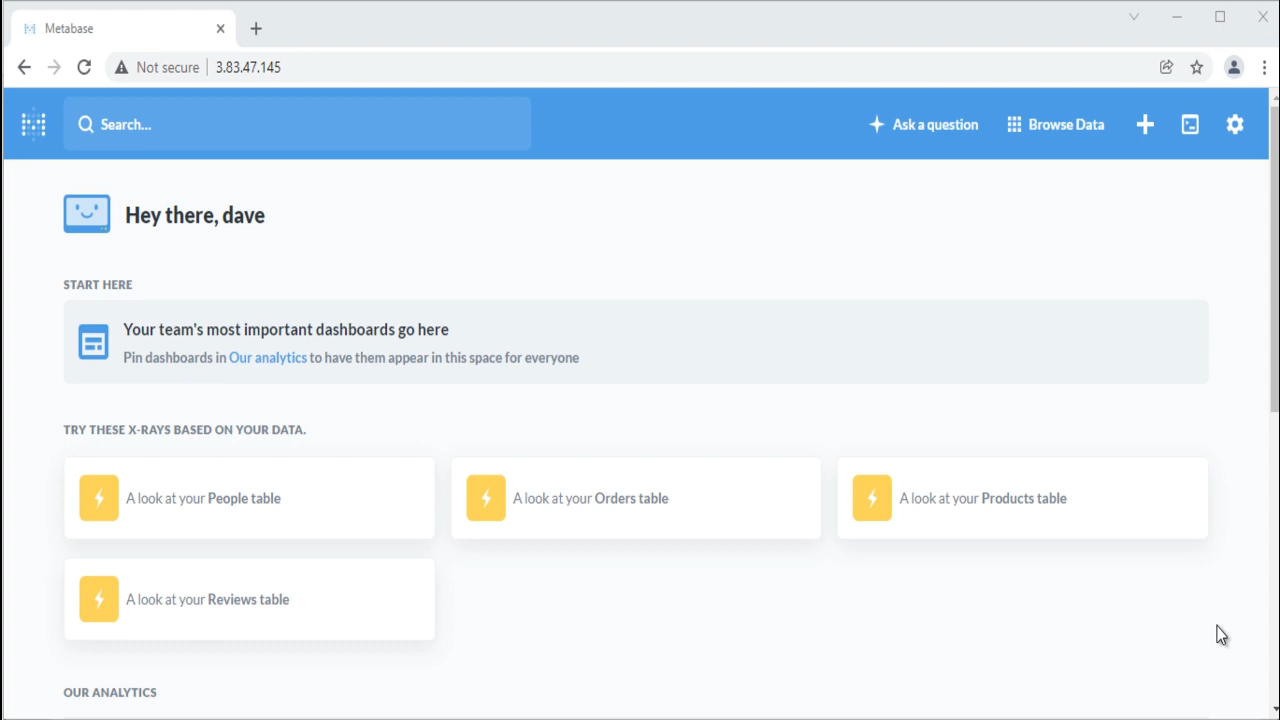 Metabase
Not secure
3.83.47.145
Search...
Ask a question
Browse Data
Hey there, dave
START HERE
Your team's most important dashboards go here
Pin dashboards in Our analytics to have them appear in this space for everyone
TRY THESE X-RAYS BASED ON YOUR DATA.
A look at your People table
A look at your Orders table
A look at your Products table
A look at your Reviews table
OUR ANALYTICS